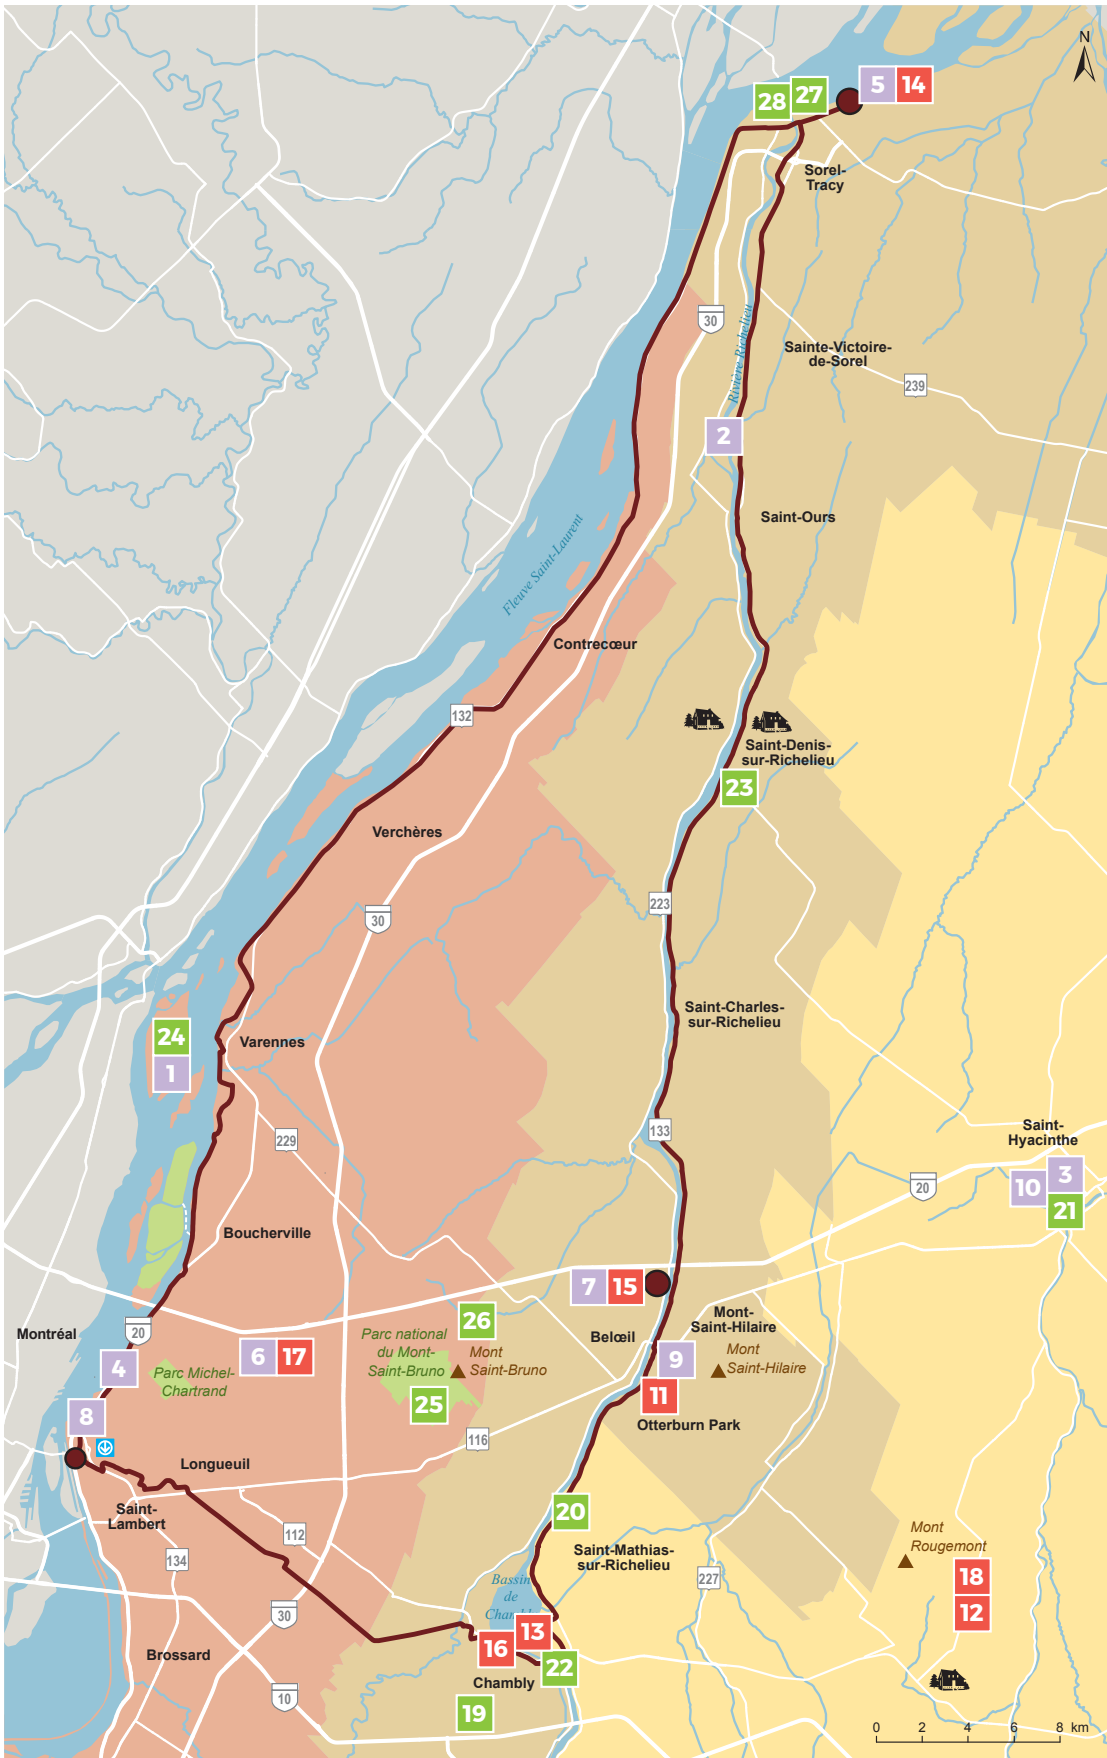 N
5
14
28
27
Sorel-
Tracy
30
Rivière Richelieu
Sainte-Victoire-
de-Sorel
239
2
Saint-Ours
Fleuve Saint-Laurent
Contrecœur
132
Saint-Denis-
sur-Richelieu
23
Verchères
223
30
Saint-Charles-
sur-Richelieu
24
Varennes
1
Saint-
Hyacinthe
133
229
3
10
20
21
Boucherville
7
15
26
Mont-
Saint-Hilaire
Montréal
20
Parc national
du Mont-
Saint-Bruno
Mont
Saint-Bruno
Belœil
Mont
Saint-Hilaire
6
17
9
4
Parc Michel-
Chartrand
25
11
8
Otterburn Park
116
Longueuil
Saint-
Lambert
20
112
Mont
Rougemont
134
Saint-Mathias-
sur-Richelieu
Bassin
de
Chambly
227
18
30
12
13
16
Brossard
22
Chambly
10
19
0 2 4 6 8 km